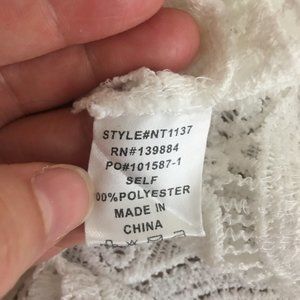 STYLE#NT1137
RN#139884
PO#101587-1
SELF
00%POLYESTER
MADE IN
CHINA